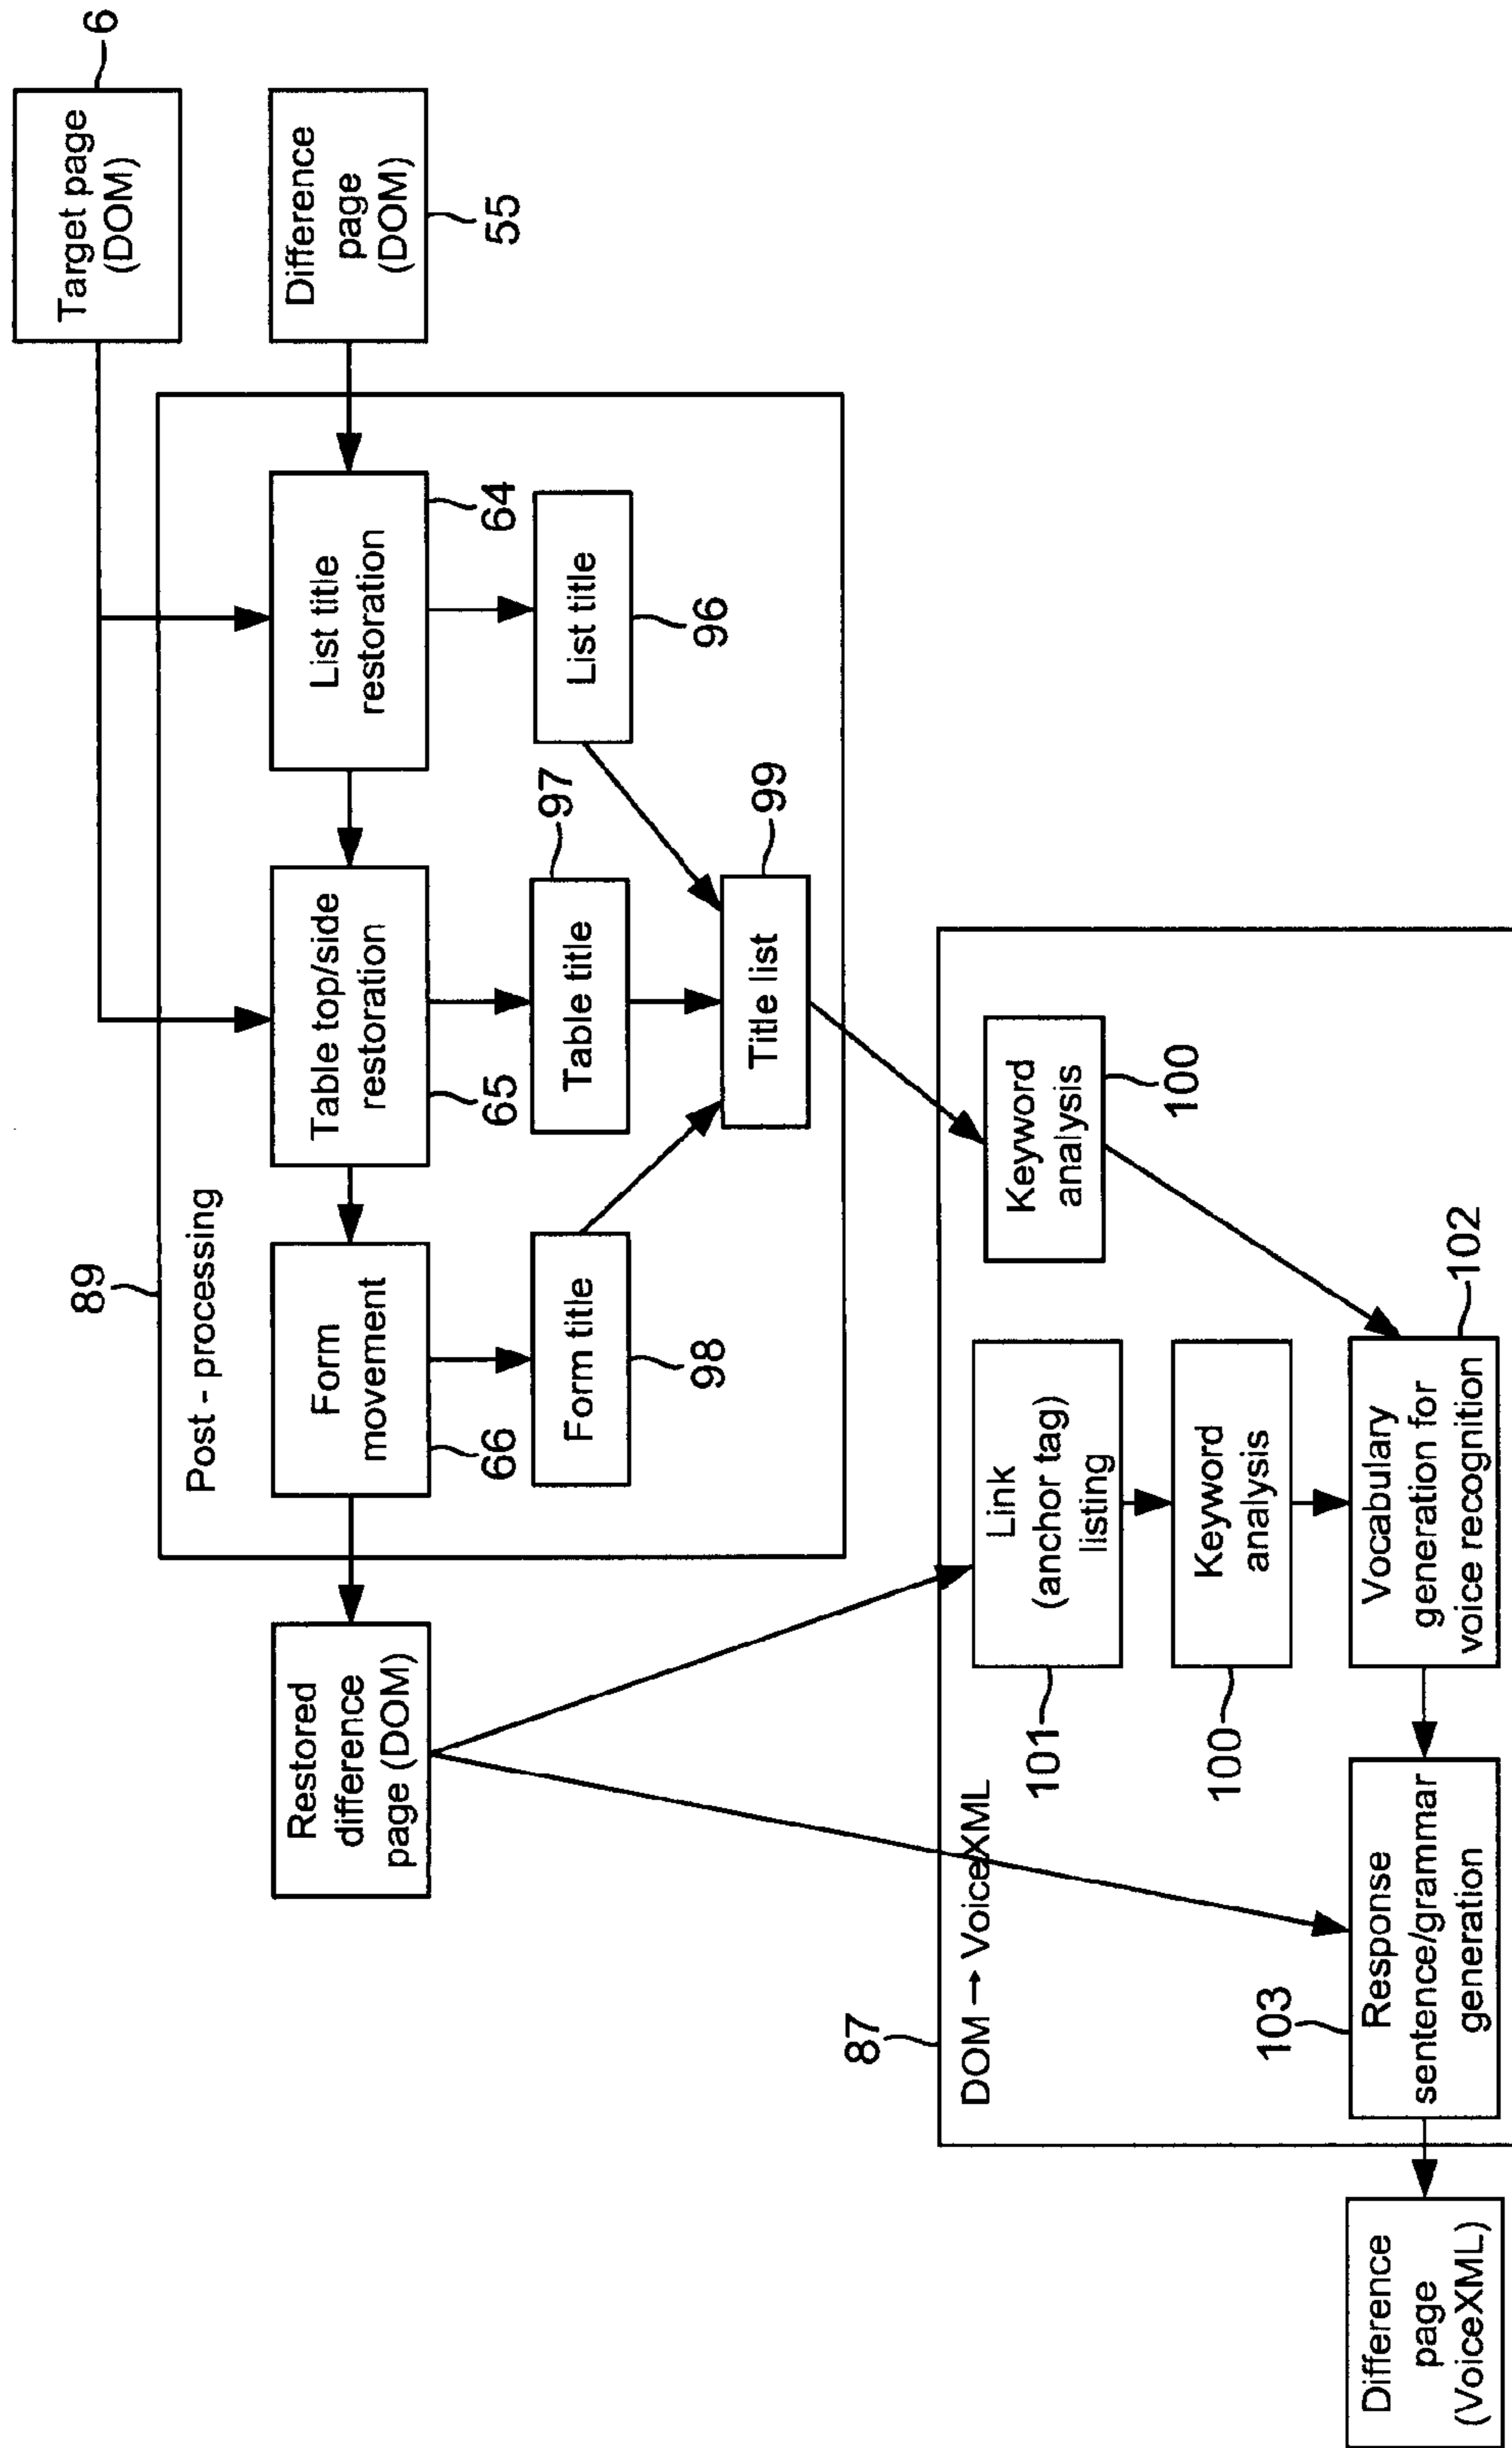 6
Target page
(DOM)
Difference
page
(DOM)
55
89
Post - processing
List title
restoration
64
Table top/side
restoration
65
Form
movement
66
List title
96
Table title
97
Form title
98
Title list
99
Restored
difference
page (DOM)
87
DOM → VoiceXML
Keyword
analysis
100
Link
(anchor tag)
listing
101
Keyword
analysis
100
Vocabulary
generation for
voice recognition
102
Response
sentence/grammar
generation
103
Difference
page
(VoiceXML)